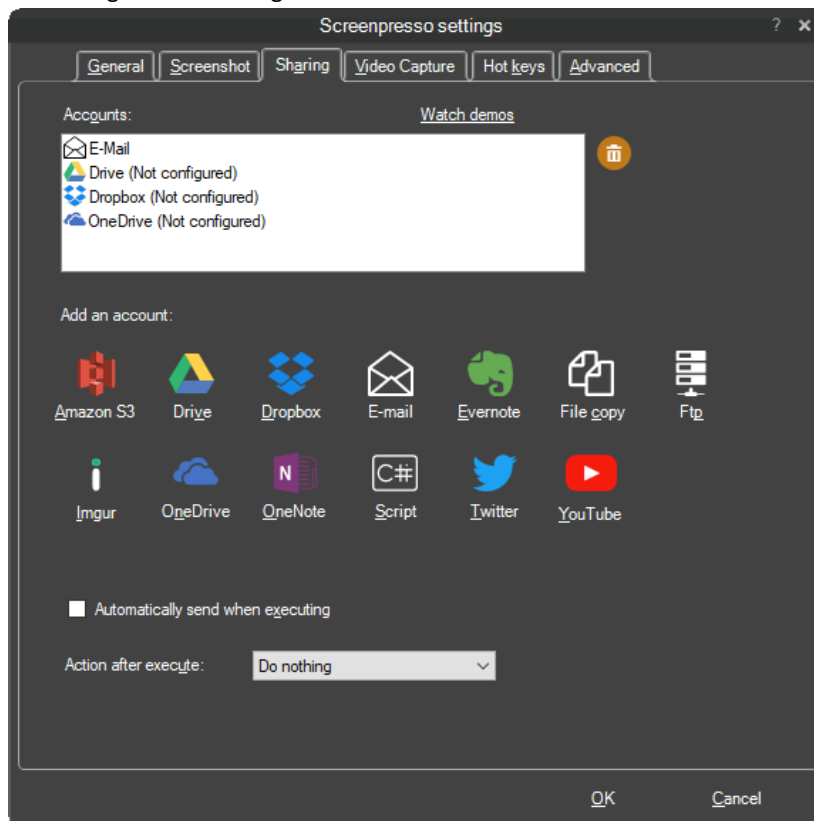 Screenpresso settings ? ×
General Screenshot Sharing Video Capture Hot keys Advanced
Accounts: Watch demos
E-Mail
Drive (Not configured)
Dropbox (Not configured)
OneDrive (Not configured)
Add an account:
Amazon S3 Drive Dropbox E-mail Evernote File copy Ftp
N C#
Imgur OneDrive OneNote Script Twitter YouTube
Automatically send when executing
Action after execute: Do nothing
OK Cancel